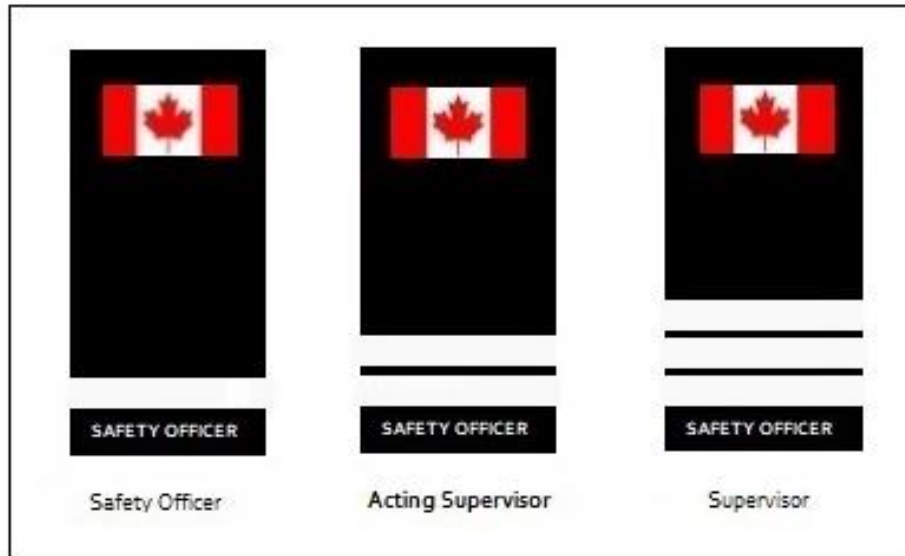 SAFETY OFFICER
SAFETY OFFICER
SAFETY OFFICER
Safety Officer
Acting Supervisor
Supervisor